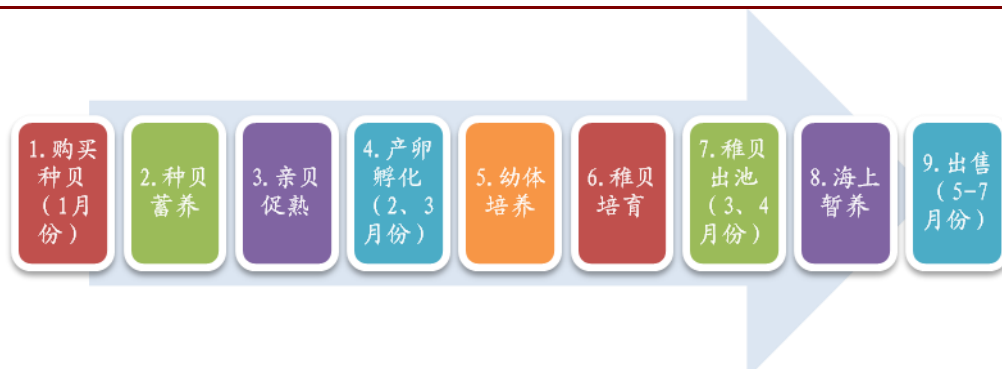 1.购买
种贝
（1月
份）
2.种贝
蓄养
3.亲贝
促熟
4.产卵
孵化
（2、3
月份）
5.幼体
培养
6.稚贝
培育
7.稚贝
出池
（3、4
月份）
8.海上
暂养
9.出售
（5-7
月份）